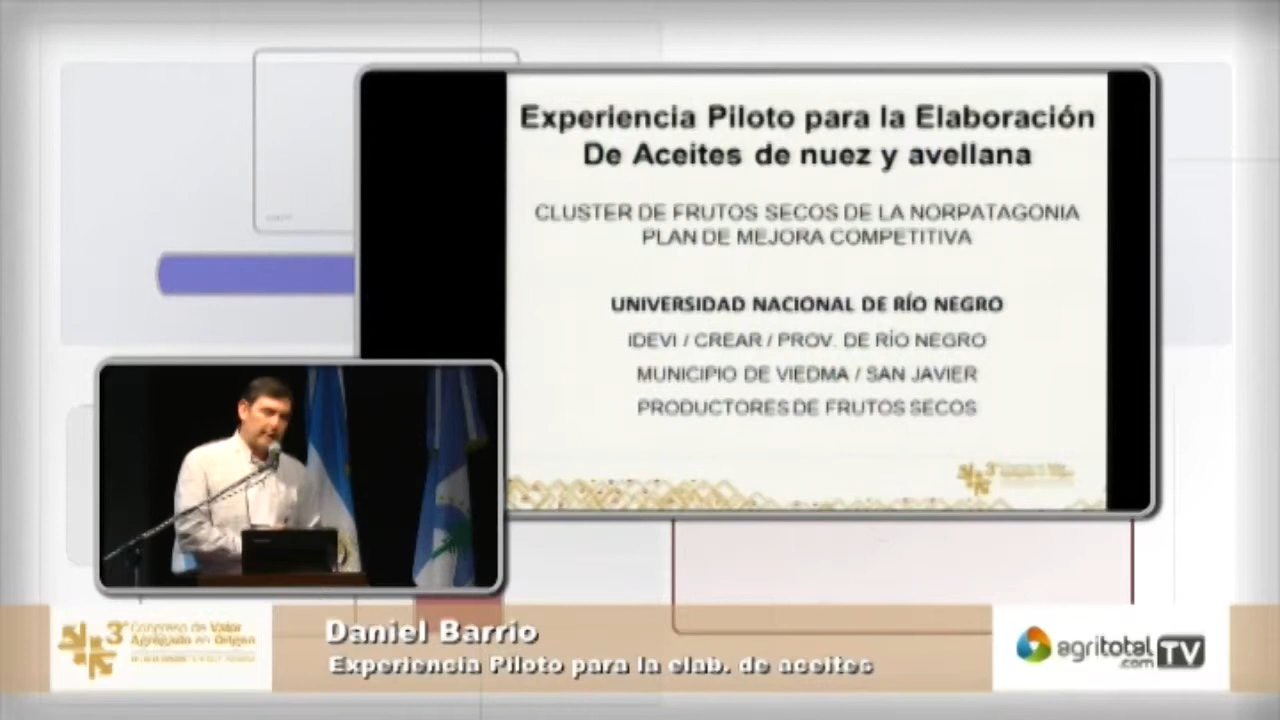 Experiencia Piloto para la Elaboración
De Aceites de nuez y avellana
CLUSTER DE FRUTOS SECOS DE LA NORPATAGONIA
PLAN DE MEJORA COMPETITIVA
UNIVERSIDAD NACIONAL DE RÍO NEGRO
IDEVI / CREAR / PROV. DE RÍO NEGRO
MUNICIPIO DE VIEDMA / SAN JAVIER
PRODUCTORES DE FRUTOS SECOS
3° Congreso de Valor
Agregado en Origen
Daniel Barrio
Experiencia Piloto para la elab. de aceites
agritotal
.com TV